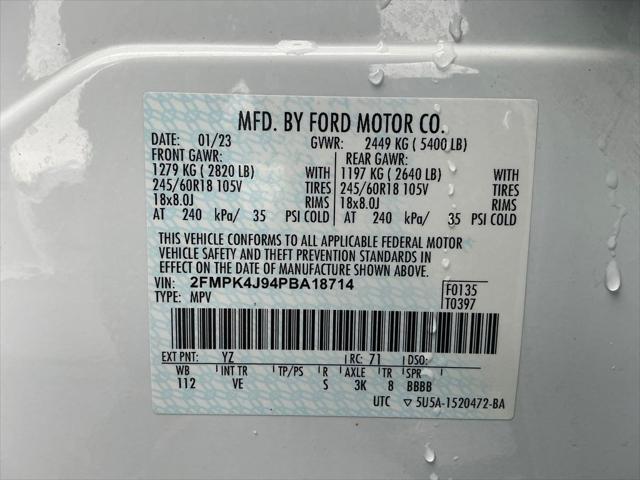 MFD. BY FORD MOTOR CO.
DATE: 01/23 GVWR: 2449 KG ( 5400 LB)
FRONT GAWR: REAR GAWR:
1279 KG ( 2820 LB) WITH 1197 KG ( 2640 LB) WITH
245/60R18 105V TIRES 245/60R18 105V TIRES
18x8.0J RIMS 18x8.0J RIMS
AT 240 kPa/ 35 PSI COLD AT 240 kPa/ 35 PSI COLD
THIS VEHICLE CONFORMS TO ALL APPLICABLE FEDERAL MOTOR
VEHICLE SAFETY AND THEFT PREVENTION STANDARDS IN
EFFECT ON THE DATE OF MANUFACTURE SHOWN ABOVE.
VIN: 2FMPK4J94PBA18714 F0135
TYPE: MPV T0397
EXT PNT: YZ RC: 71 DSO:
WB INT TR TP/PS R AXLE TR SPR
112 VE S 3K 8 BBBB
UTC ▽ 5U5A-1520472-BA